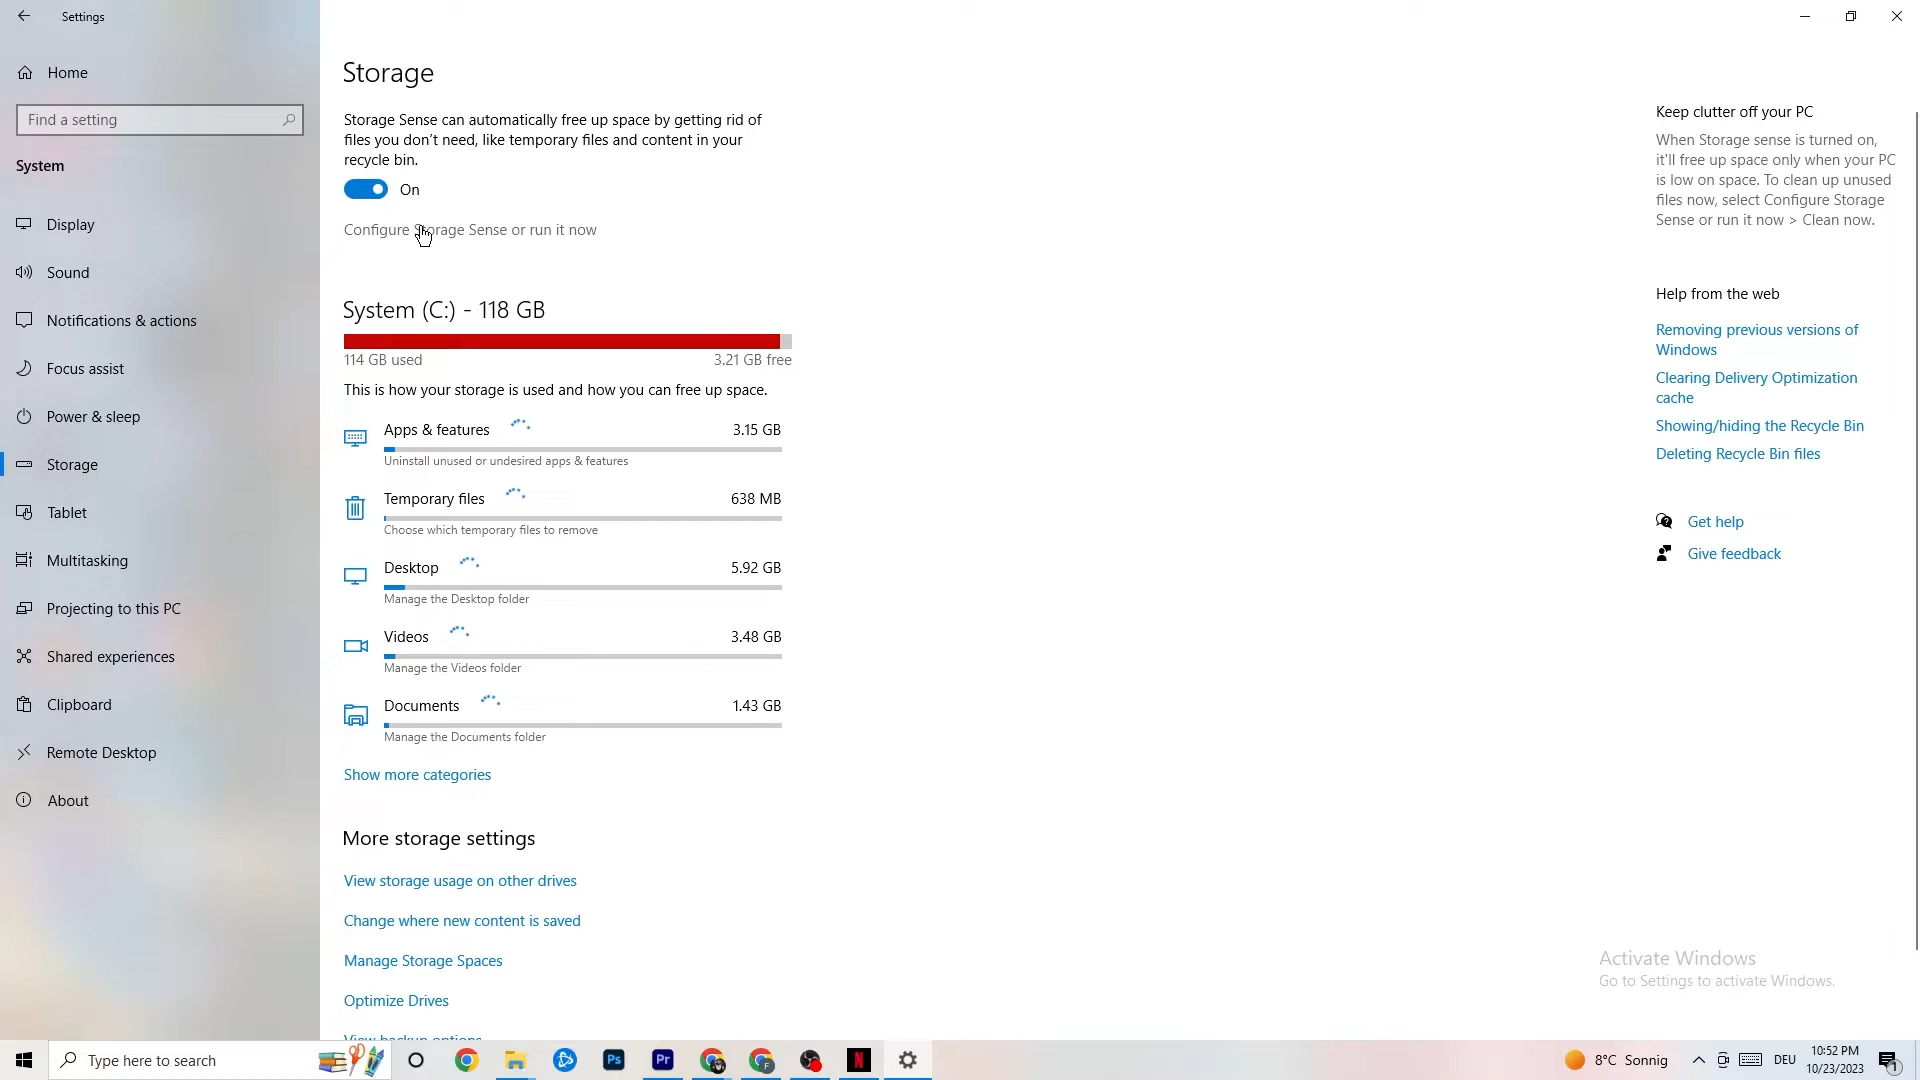 Settings
Home
Find a setting
System
Display
Sound
Notifications & actions
Focus assist
Power & sleep
Storage
Tablet
Multitasking
Projecting to this PC
Shared experiences
Clipboard
Remote Desktop
About
Storage
Storage Sense can automatically free up space by getting rid of
files you don't need, like temporary files and content in your
recycle bin.
On
Configure Storage Sense or run it now
System (C:) - 118 GB
114 GB used
3.21 GB free
This is how your storage is used and how you can free up space.
Apps & features
3.15 GB
Uninstall unused or undesired apps & features
Temporary files
638 MB
Choose which temporary files to remove
Desktop
5.92 GB
Manage the Desktop folder
Videos
3.48 GB
Manage the Videos folder
Documents
1.43 GB
Manage the Documents folder
Show more categories
More storage settings
View storage usage on other drives
Change where new content is saved
Manage Storage Spaces
Optimize Drives
View backup options
Keep clutter off your PC
When Storage sense is turned on,
it'll free up space only when your PC
is low on space. To clean up unused
files now, select Configure Storage
Sense or run it now > Clean now.
Help from the web
Removing previous versions of
Windows
Clearing Delivery Optimization
cache
Showing/hiding the Recycle Bin
Deleting Recycle Bin files
Get help
Give feedback
Activate Windows
Go to Settings to activate Windows.
Type here to search
Ps
Pr
F
N
8°C Sonnig
DEU
10:52 PM
10/23/2023
1